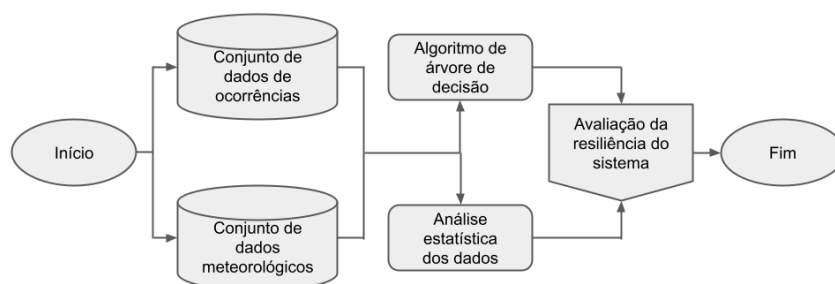 Início
Conjunto de
dados de
ocorrências
Conjunto de
dados
meteorológicos
Algoritmo de
árvore de
decisão
Análise
estatística
dos dados
Avaliação da
resiliência do
sistema
Fim